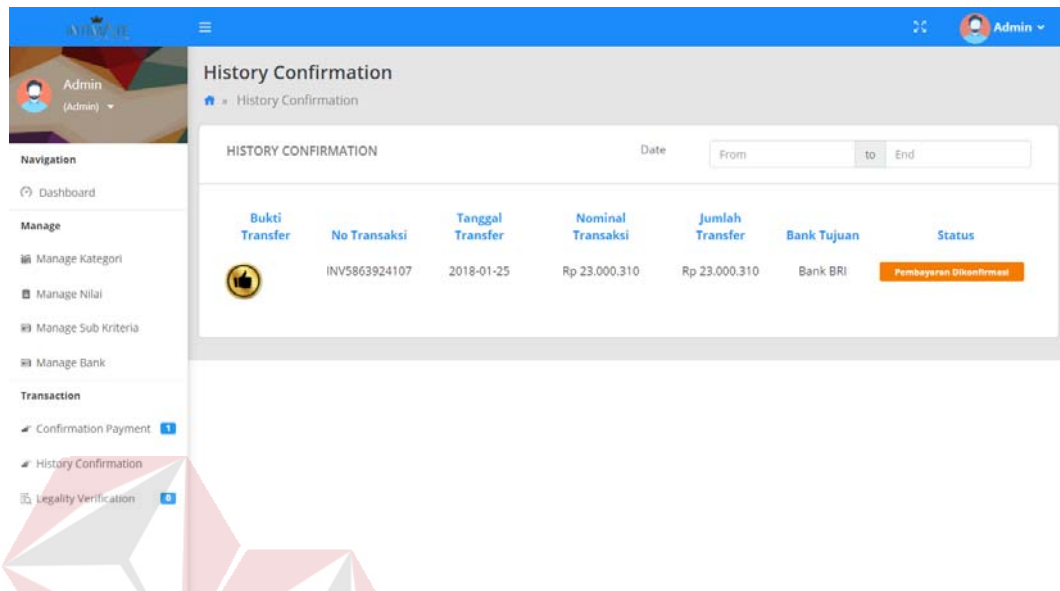 Admin
Admin
(Admin)
History Confirmation
History Confirmation
Navigation
Dashboard
Manage
Manage Kategori
Manage Nilai
Manage Sub Kriteria
Manage Bank
Transaction
Confirmation Payment 1
History Confirmation
Legality Verification 0
HISTORY CONFIRMATION Date From to End
Bukti Transfer No Transaksi Tanggal Transfer Nominal Transaksi Jumlah Transfer Bank Tujuan Status
INV5863924107 2018-01-25 Rp 23.000.310 Rp 23.000.310 Bank BRI Pembayaran Dikonfirmasi